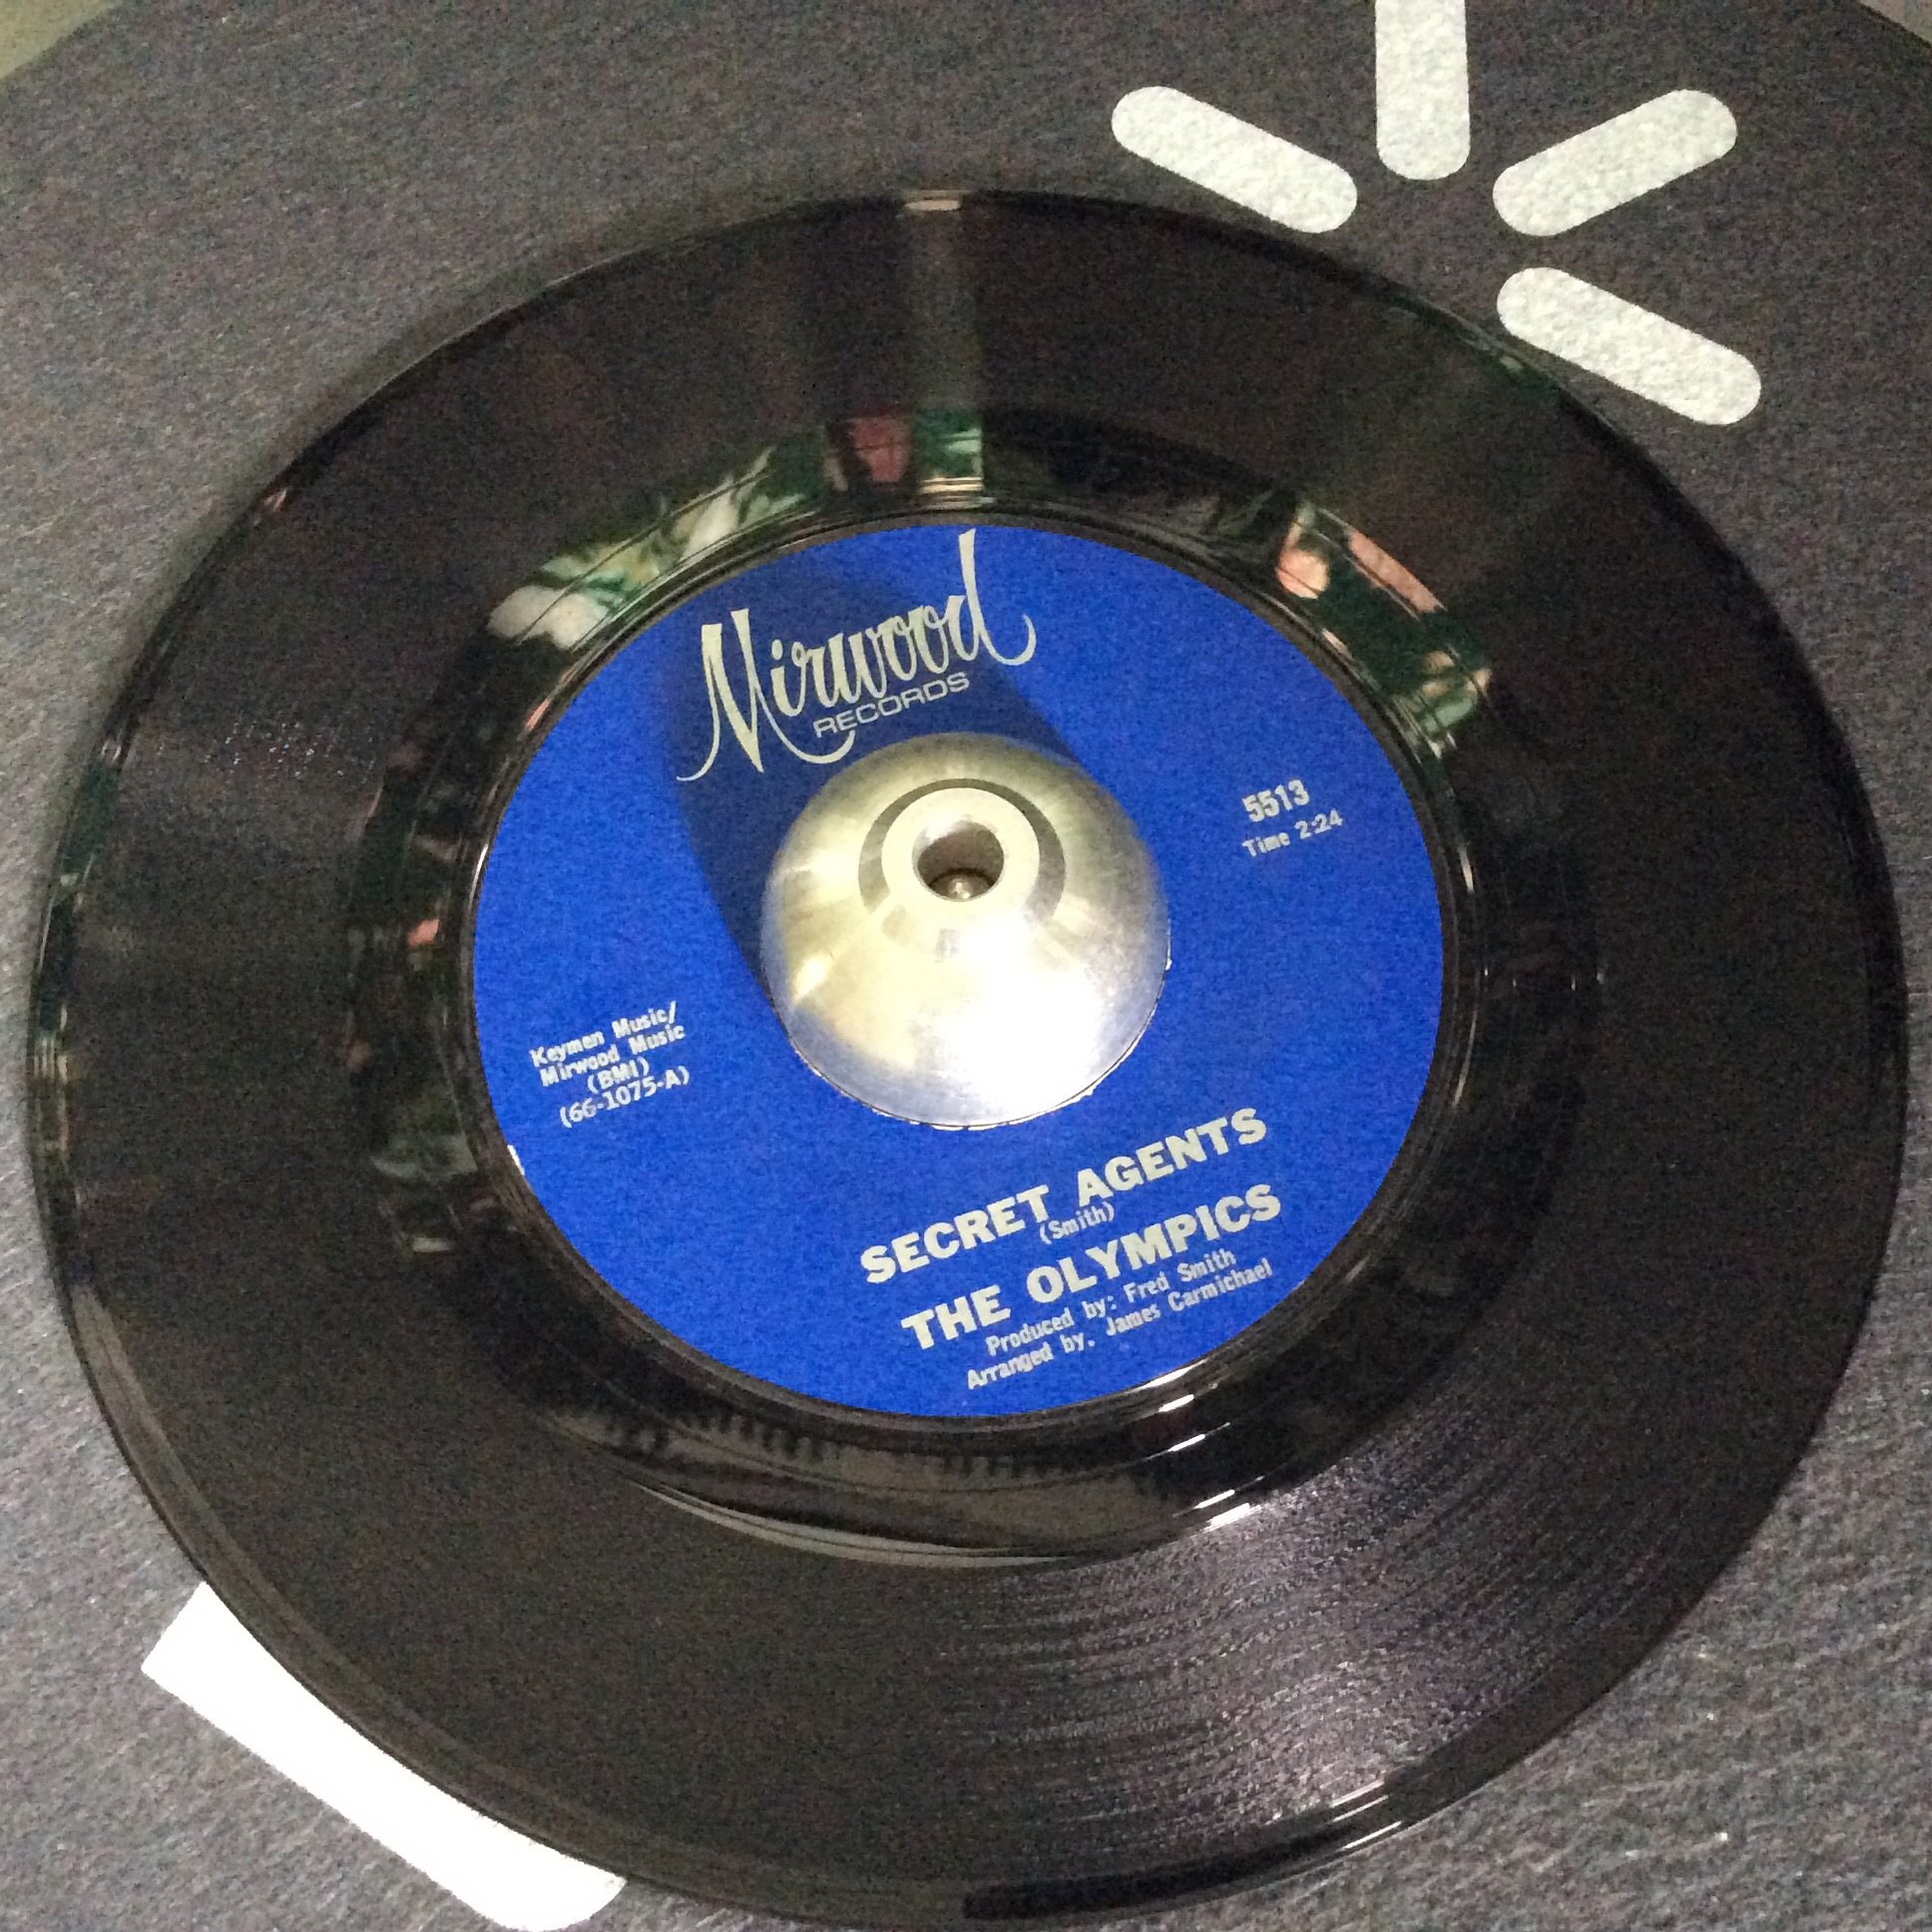 Mirwood
RECORDS
5513
Time 2:24
Keymen Music/
Mirwood Music
(BMI)
(66-1075-A)
SECRET AGENTS
(Smith)
THE OLYMPICS
Produced by: Fred Smith
Arranged by. James Carmichael